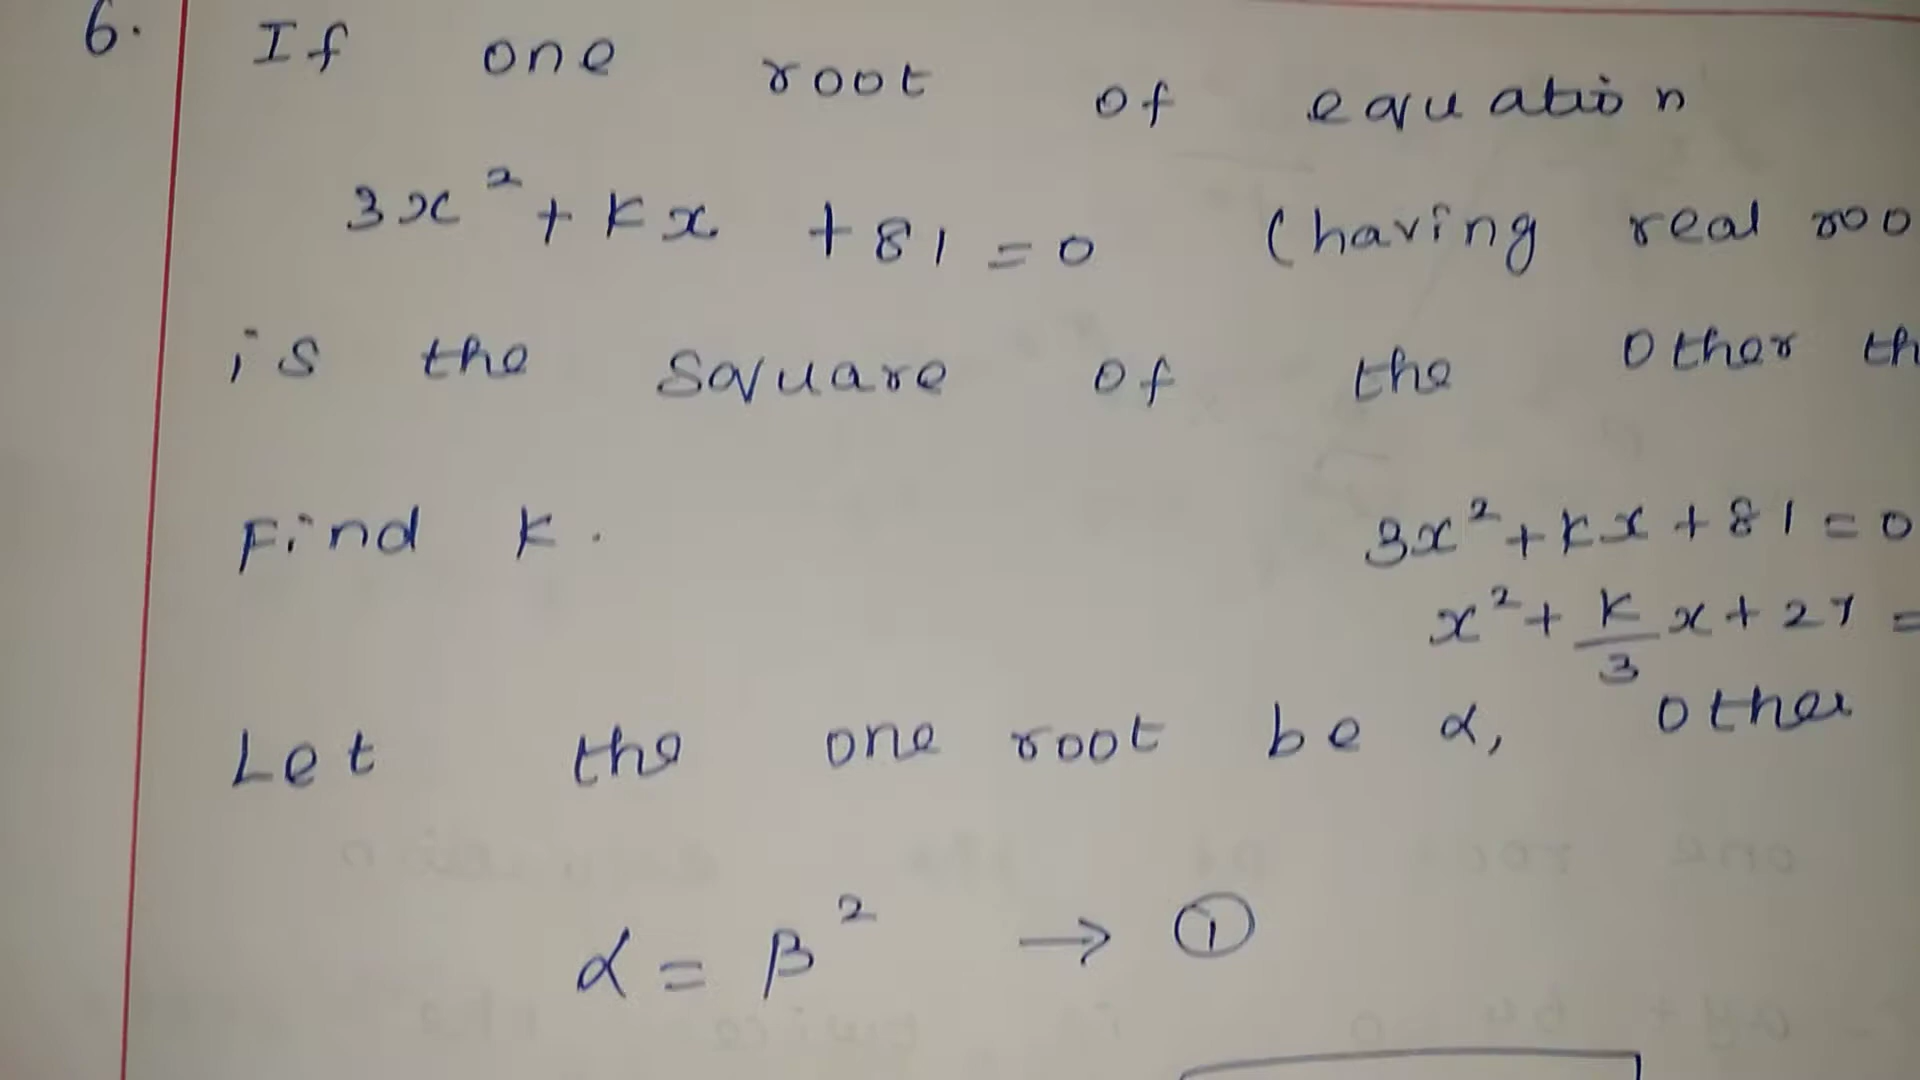 6. If one root of equation
3x² + kx + 81 = 0 (having real roo
is the square of the other th
Find k.
3x² + kx + 81 = 0
x² + k/3 x + 27 =
Let the one root be α, other
α = β² → ①